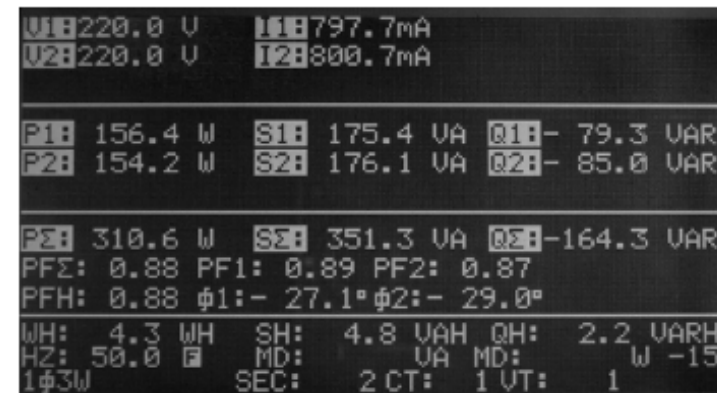 V1:220.0 V I1:797.7mA
V2:220.0 V I2:800.7mA
P1: 156.4 W S1: 175.4 VA Q1:- 79.3 VAR
P2: 154.2 W S2: 176.1 VA Q2:- 85.0 VAR
PΣ: 310.6 W SΣ: 351.3 VA QΣ:-164.3 VAR
PFΣ: 0.88 PF1: 0.89 PF2: 0.87
PFH: 0.88 ϕ1:- 27.1° ϕ2:- 29.0°
WH: 4.3 WH SH: 4.8 VAH QH: 2.2 VARH
HZ: 50.0 F MD: VA MD: W -15
1ϕ3W SEC: 2 CT: 1 VT: 1